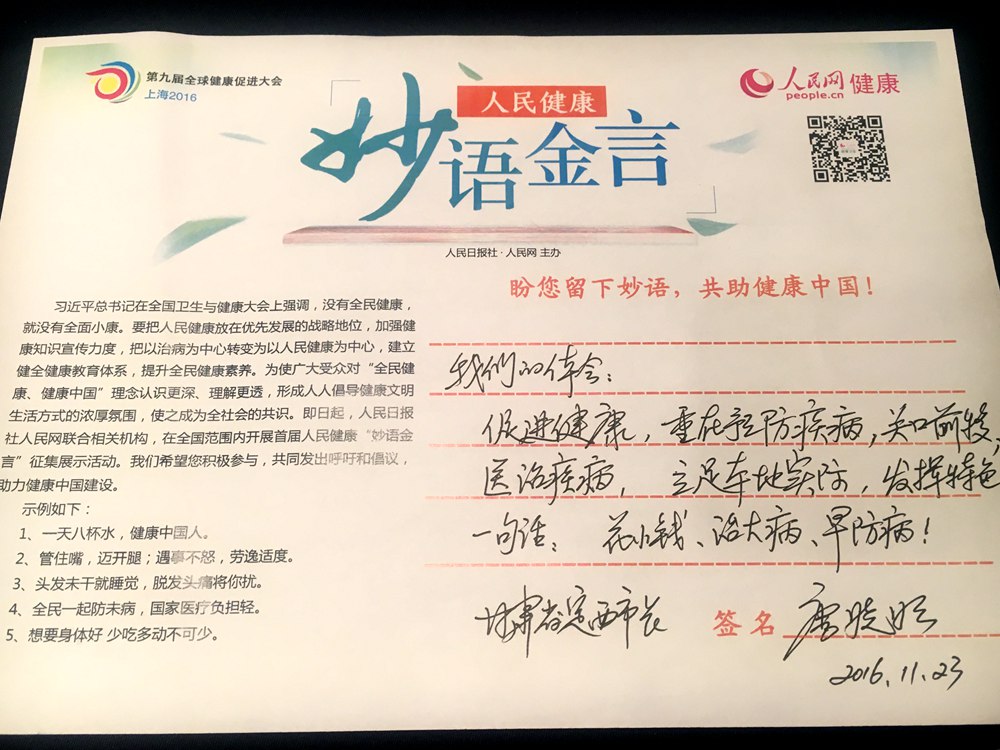 第九届全球健康促进大会
上海2016
人民健康
妙语金言
人民网 健康
people.cn
人民日报社·人民网 主办
盼您留下妙语，共助健康中国！
习近平总书记在全国卫生与健康大会上强调，没有全民健康，
就没有全面小康。要把人民健康放在优先发展的战略地位，加强健
康知识宣传力度，把以治病为中心转变为以人民健康为中心，建立
健全健康教育体系，提升全民健康素养。为使广大受众对“全民健
康、健康中国”理念认识更深、理解更透，形成人人倡导健康文明
生活方式的浓厚氛围，使之成为全社会的共识。即日起，人民日报
社人民网联合相关机构，在全国范围内开展首届人民健康“妙语金
言”征集展示活动。我们希望您积极参与，共同发出呼吁和倡议，
助力健康中国建设。
示例如下：
1、一天八杯水，健康中国人。
2、管住嘴，迈开腿；遇事不怒，劳逸适度。
3、头发未干就睡觉，脱发头痛将你扰。
4、全民一起防未病，国家医疗负担轻。
5、想要身体好 少吃多动不可少。
我们的体会：
促进健康，重在预防疾病，关口前移，
医治疾病，立足本地实际，发挥特色
一句话：花小钱、治大病、早防病！
甘肃省定西市长
签名 唐晓明
2016.11.23